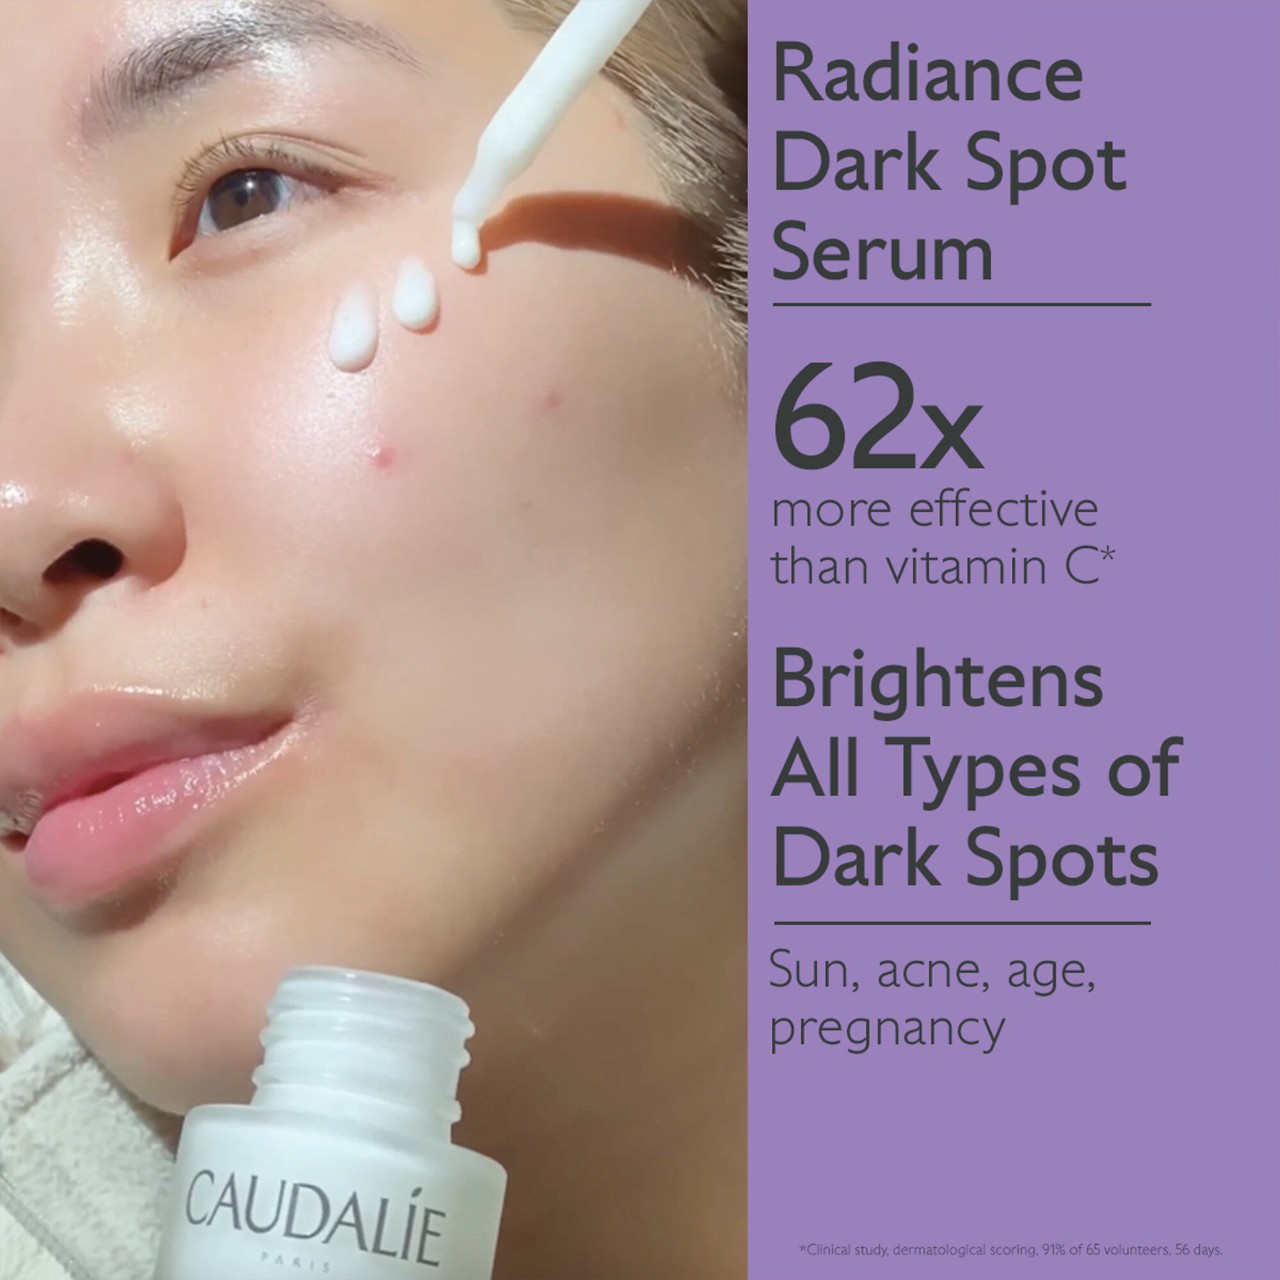 Radiance
Dark Spot
Serum
62x
more effective
than vitamin C*
Brightens
All Types of
Dark Spots
Sun, acne, age,
pregnancy
CAUDALÍE
PARIS
*Clinical study, dermatological scoring, 91% of 65 volunteers, 56 days.